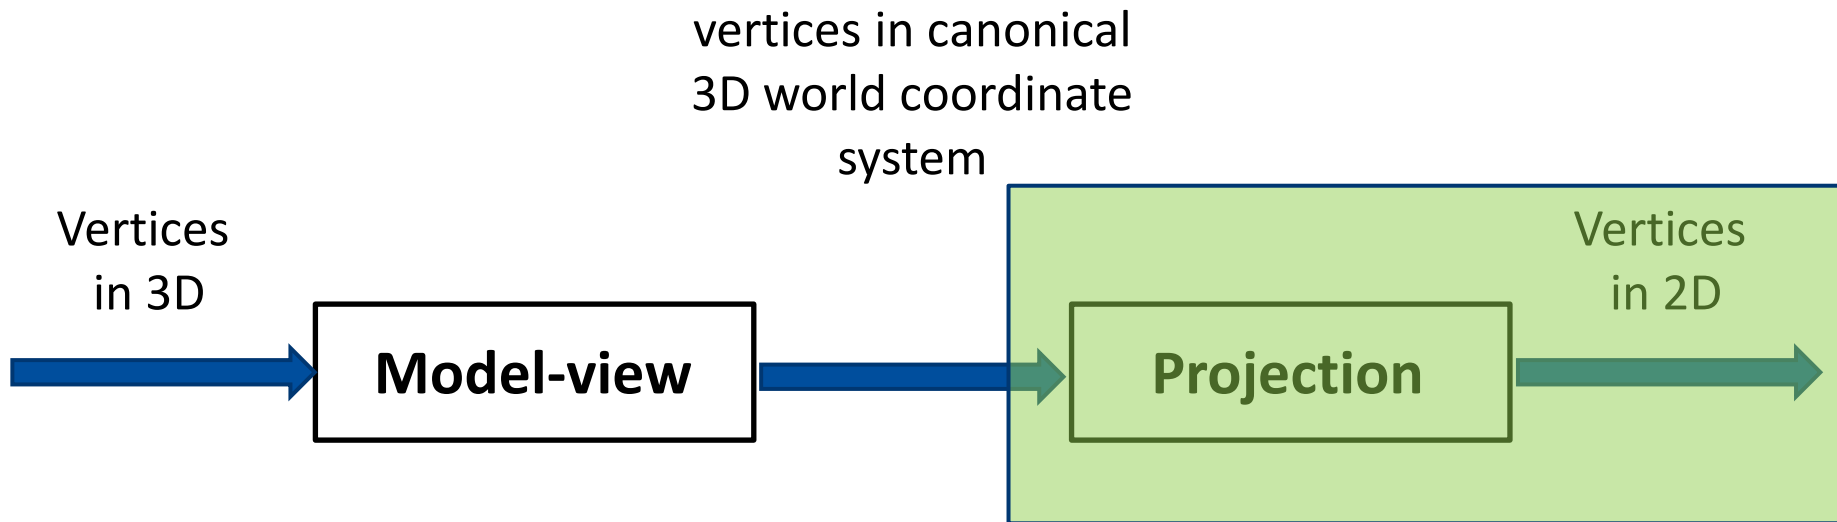 vertices in canonical
3D world coordinate
system
Vertices
in 3D
Model-view
Projection
Vertices
in 2D